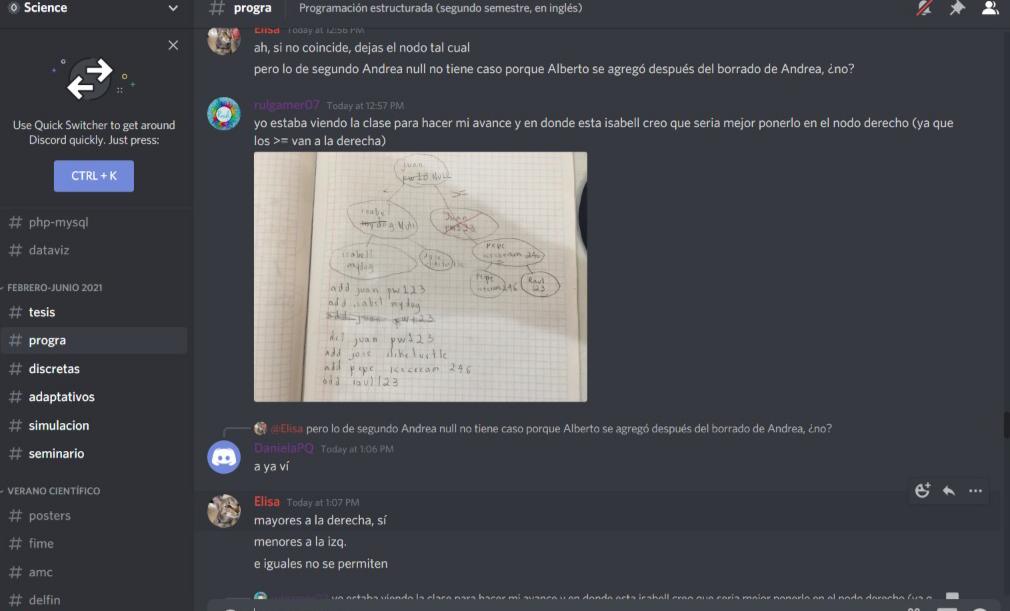 Science
# progra
Programación estructurada (segundo semestre, en inglés)
Use Quick Switcher to get around
Discord quickly. Just press:
CTRL + K
# php-mysql
# dataviz
FEBRERO-JUNIO 2021
# tesis
# progra
# discretas
# adaptativos
# simulacion
# seminario
VERANO CIENTÍFICO
# posters
# fime
# amc
# delfin
Elisa Today at 12:56 PM
ah, si no coincide, dejas el nodo tal cual
pero lo de segundo Andrea null no tiene caso porque Alberto se agregó después del borrado de Andrea, ¿no?
rulgamer07 Today at 12:57 PM
yo estaba viendo la clase para hacer mi avance y en donde esta isabell creo que seria mejor ponerlo en el nodo derecho (ya que
los >= van a la derecha)
juan
pw123 NULL
<
>=
isabel
mydog Null
Juan
pw123
isabell
mydog
pepe
icecream 246
Pepe
Raul
123
add juan pw123
add isabel mydog
add juan pw123
del juan pw123
add jose
add pepe icecream 246
add raul 123
@Elisa pero lo de segundo Andrea null no tiene caso porque Alberto se agregó después del borrado de Andrea, ¿no?
DanielaPQ Today at 1:06 PM
a ya ví
Elisa Today at 1:07 PM
mayores a la derecha, sí
menores a la izq.
e iguales no se permiten
yo estaba viendo la clase para hacer mi avance y en donde esta isabell creo que seria mejor ponerlo en el nodo derecho (ya q